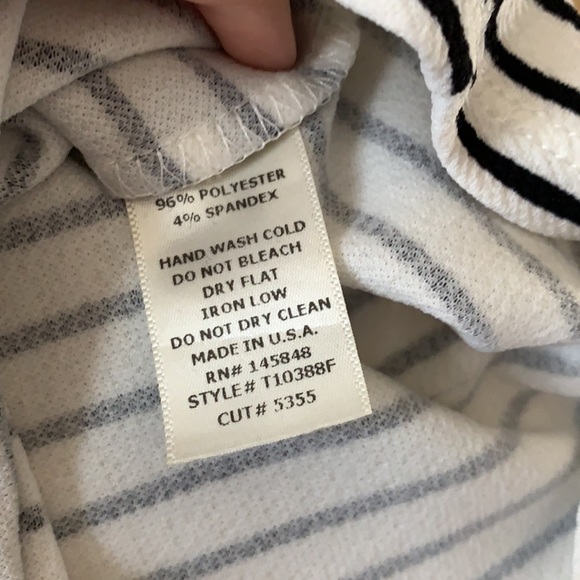 96% POLYESTER
4% SPANDEX
HAND WASH COLD
DO NOT BLEACH
DRY FLAT
IRON LOW
DO NOT DRY CLEAN
MADE IN U.S.A.
RN# 145848
STYLE# T10388F
CUT# 5355